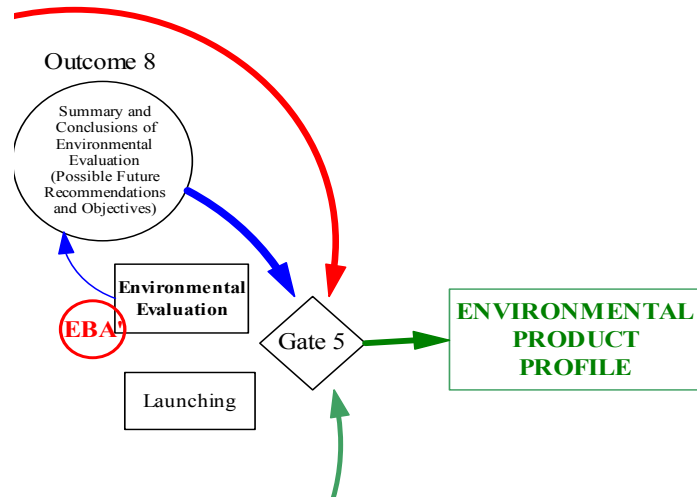 Outcome 8
Summary and
Conclusions of
Environmental
Evaluation
(Possible Future
Recommendations
and Objectives)
Environmental
Evaluation
EBA'
Gate 5
ENVIRONMENTAL
PRODUCT
PROFILE
Launching